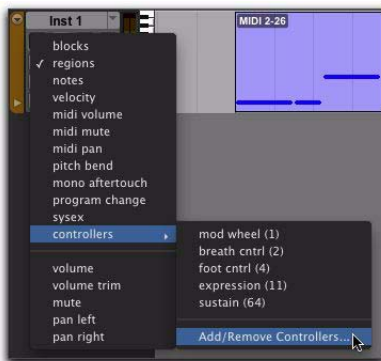 Inst 1
MIDI 2-26
blocks
✓ regions
notes
velocity
midi volume
midi mute
midi pan
pitch bend
mono aftertouch
program change
sysex
controllers
mod wheel (1)
breath cntrl (2)
foot cntrl (4)
expression (11)
sustain (64)
Add/Remove Controllers...
volume
volume trim
mute
pan left
pan right